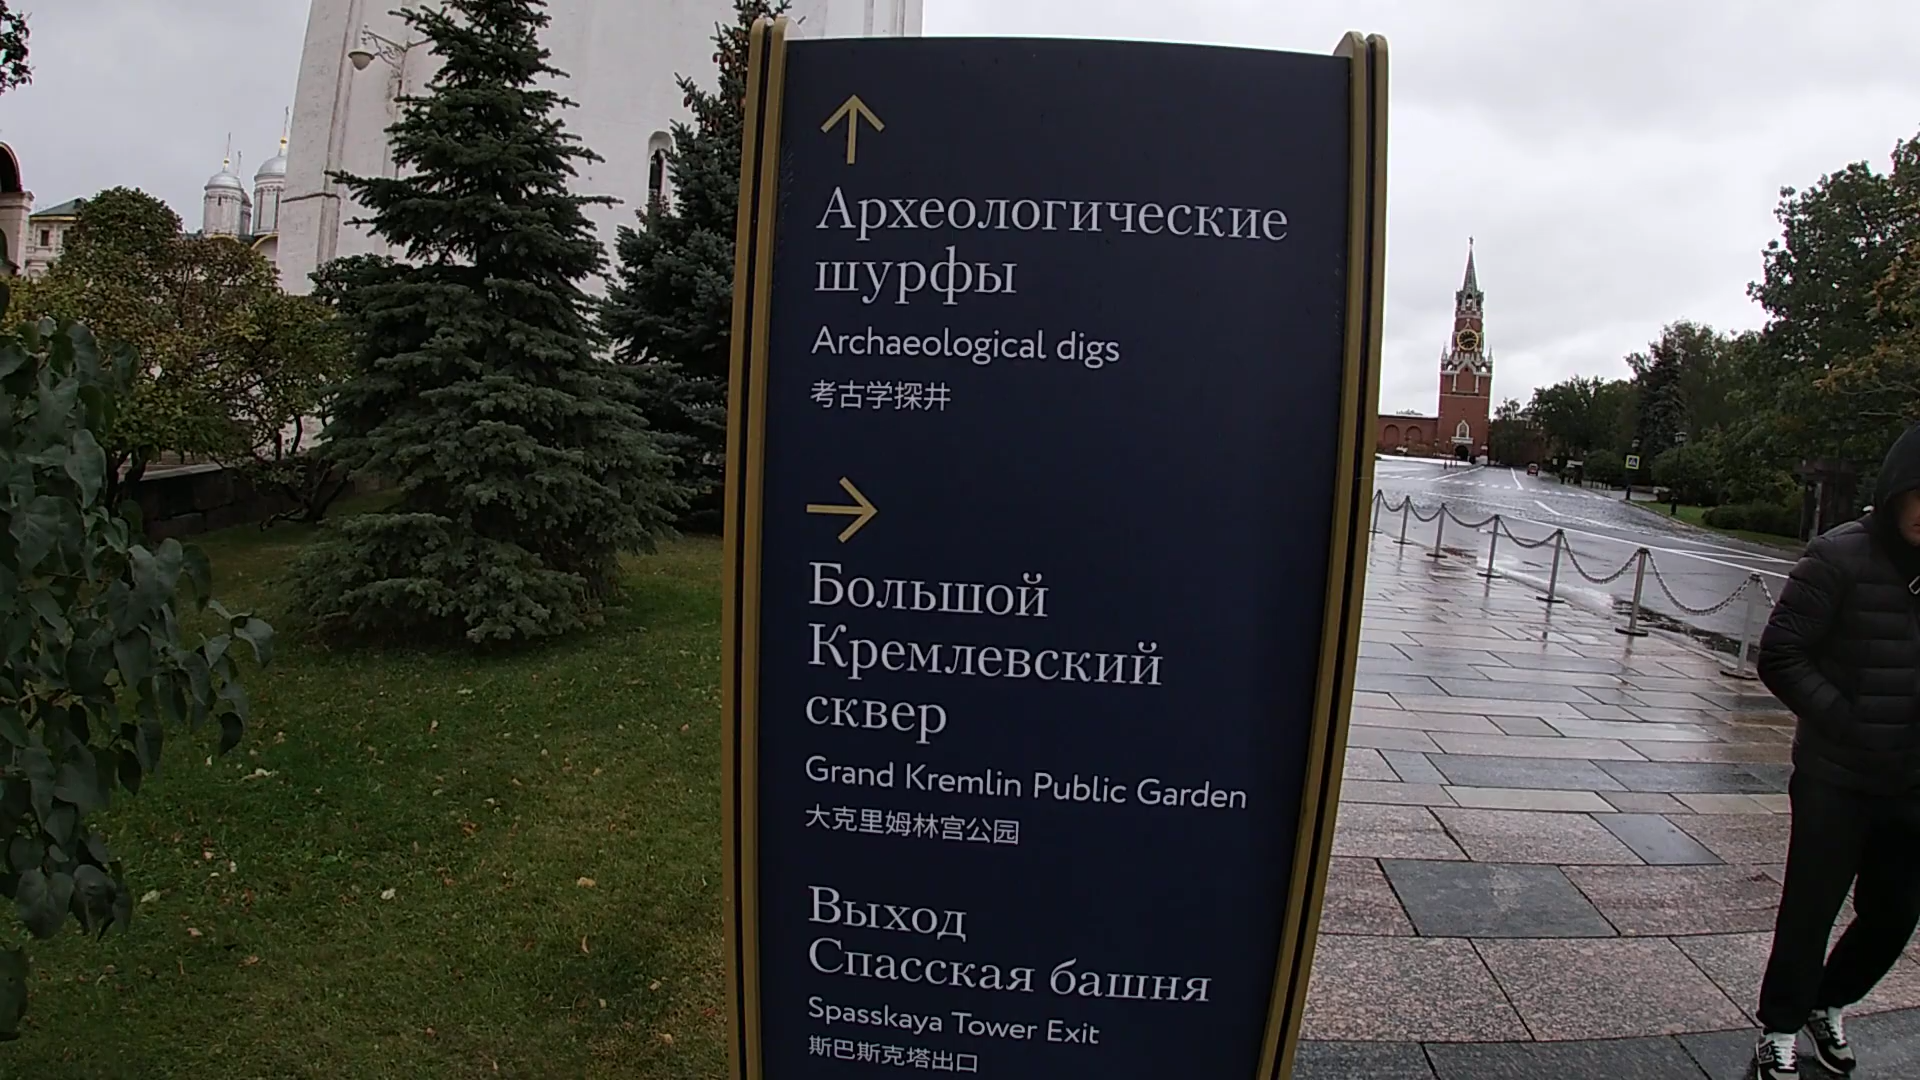 Археологические
шурфы
Archaeological digs
考古学探井
Большой
Кремлевский
сквер
Grand Kremlin Public Garden
大克里姆林宫公园
Выход
Спасская башня
Spasskaya Tower Exit
斯巴斯克塔出口